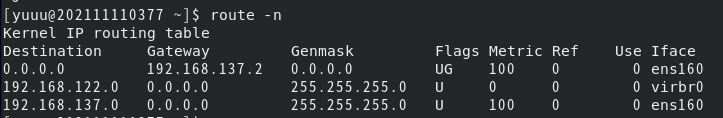 [yuuu@202111110377 ~]$ route -n
Kernel IP routing table
Destination     Gateway         Genmask         Flags Metric Ref    Use Iface
0.0.0.0         192.168.137.2   0.0.0.0         UG    100    0        0 ens160
192.168.122.0   0.0.0.0         255.255.255.0   U     0      0        0 virbr0
192.168.137.0   0.0.0.0         255.255.255.0   U     100    0        0 ens160